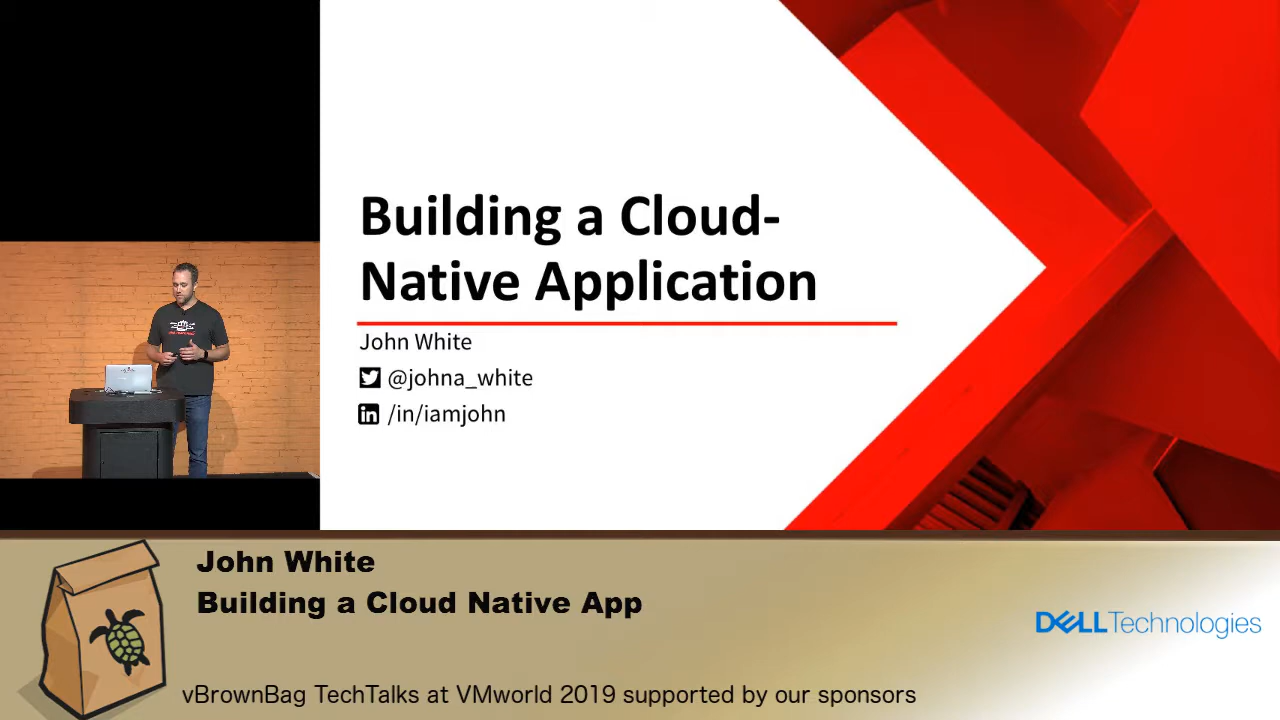 Building a Cloud-
Native Application
John White
@johna_white
in /in/iamjohn
John White
Building a Cloud Native App
DELL Technologies
vBrownBag TechTalks at VMworld 2019 supported by our sponsors